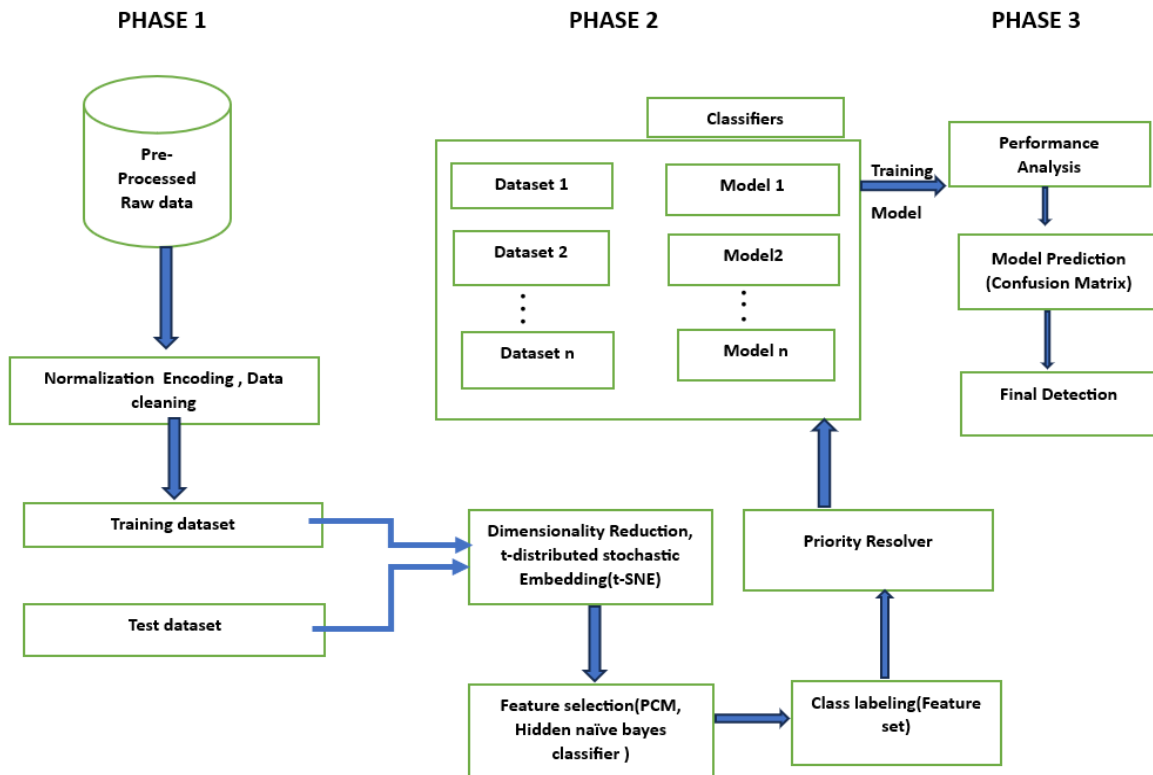 PHASE 1
PHASE 2
PHASE 3
Pre-
Processed
Raw data
Normalization  Encoding , Data
cleaning
Training dataset
Test dataset
Classifiers
Dataset 1
Dataset 2
Dataset n
Model 1
Model2
Model n
Dimensionality Reduction,
t-distributed stochastic
Embedding(t-SNE)
Feature selection(PCM,
Hidden naïve bayes
classifier )
Class labeling(Feature
set)
Priority Resolver
Training
Model
Performance
Analysis
Model Prediction
(Confusion Matrix)
Final Detection